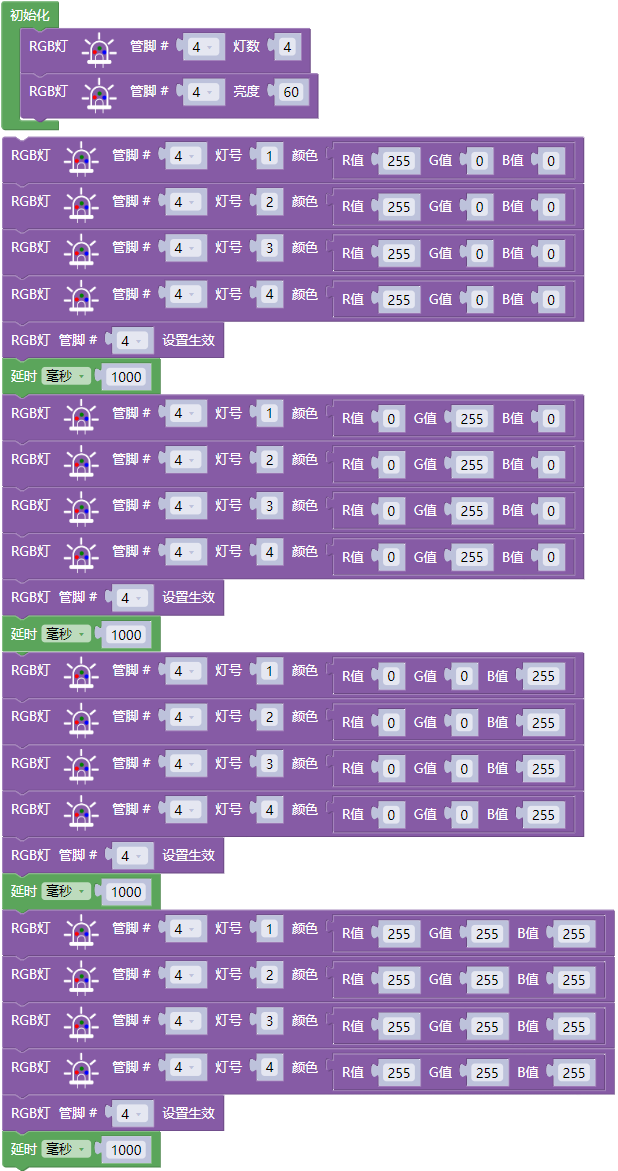 初始化
RGB灯 管脚 # 4 灯数 4
RGB灯 管脚 # 4 亮度 60
RGB灯 管脚 # 4 灯号 1 颜色 R值 255 G值 0 B值 0
RGB灯 管脚 # 4 灯号 2 颜色 R值 255 G值 0 B值 0
RGB灯 管脚 # 4 灯号 3 颜色 R值 255 G值 0 B值 0
RGB灯 管脚 # 4 灯号 4 颜色 R值 255 G值 0 B值 0
RGB灯 管脚 # 4 设置生效
延时 毫秒 1000
RGB灯 管脚 # 4 灯号 1 颜色 R值 0 G值 255 B值 0
RGB灯 管脚 # 4 灯号 2 颜色 R值 0 G值 255 B值 0
RGB灯 管脚 # 4 灯号 3 颜色 R值 0 G值 255 B值 0
RGB灯 管脚 # 4 灯号 4 颜色 R值 0 G值 255 B值 0
RGB灯 管脚 # 4 设置生效
延时 毫秒 1000
RGB灯 管脚 # 4 灯号 1 颜色 R值 0 G值 0 B值 255
RGB灯 管脚 # 4 灯号 2 颜色 R值 0 G值 0 B值 255
RGB灯 管脚 # 4 灯号 3 颜色 R值 0 G值 0 B值 255
RGB灯 管脚 # 4 灯号 4 颜色 R值 0 G值 0 B值 255
RGB灯 管脚 # 4 设置生效
延时 毫秒 1000
RGB灯 管脚 # 4 灯号 1 颜色 R值 255 G值 255 B值 255
RGB灯 管脚 # 4 灯号 2 颜色 R值 255 G值 255 B值 255
RGB灯 管脚 # 4 灯号 3 颜色 R值 255 G值 255 B值 255
RGB灯 管脚 # 4 灯号 4 颜色 R值 255 G值 255 B值 255
RGB灯 管脚 # 4 设置生效
延时 毫秒 1000